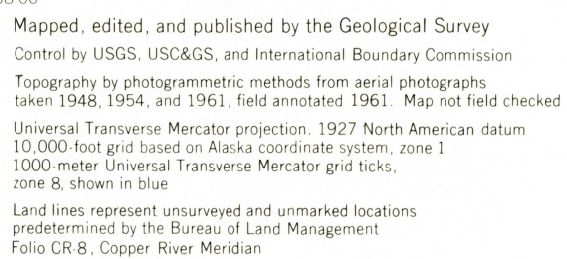 Mapped, edited, and published by the Geological Survey
Control by USGS, USC&GS, and International Boundary Commission
Topography by photogrammetric methods from aerial photographs
taken 1948, 1954, and 1961, field annotated 1961. Map not field checked
Universal Transverse Mercator projection. 1927 North American datum
10,000-foot grid based on Alaska coordinate system, zone 1
1000-meter Universal Transverse Mercator grid ticks,
zone 8, shown in blue
Land lines represent unsurveyed and unmarked locations
predetermined by the Bureau of Land Management
Folio CR-8, Copper River Meridian